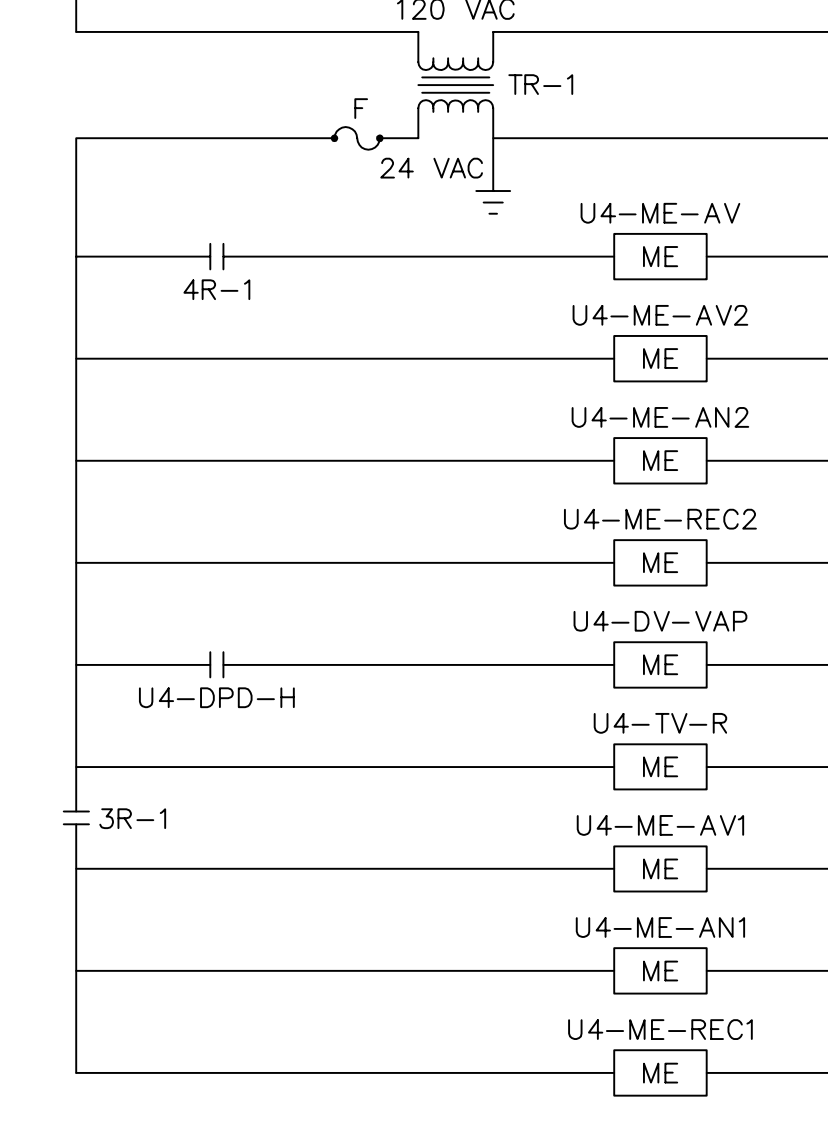 120 VAC
TR-1
F
24 VAC
U4-ME-AV
ME
4R-1
U4-ME-AV2
ME
U4-ME-AN2
ME
U4-ME-REC2
ME
U4-DV-VAP
ME
U4-DPD-H
U4-TV-R
ME
3R-1
U4-ME-AV1
ME
U4-ME-AN1
ME
U4-ME-REC1
ME